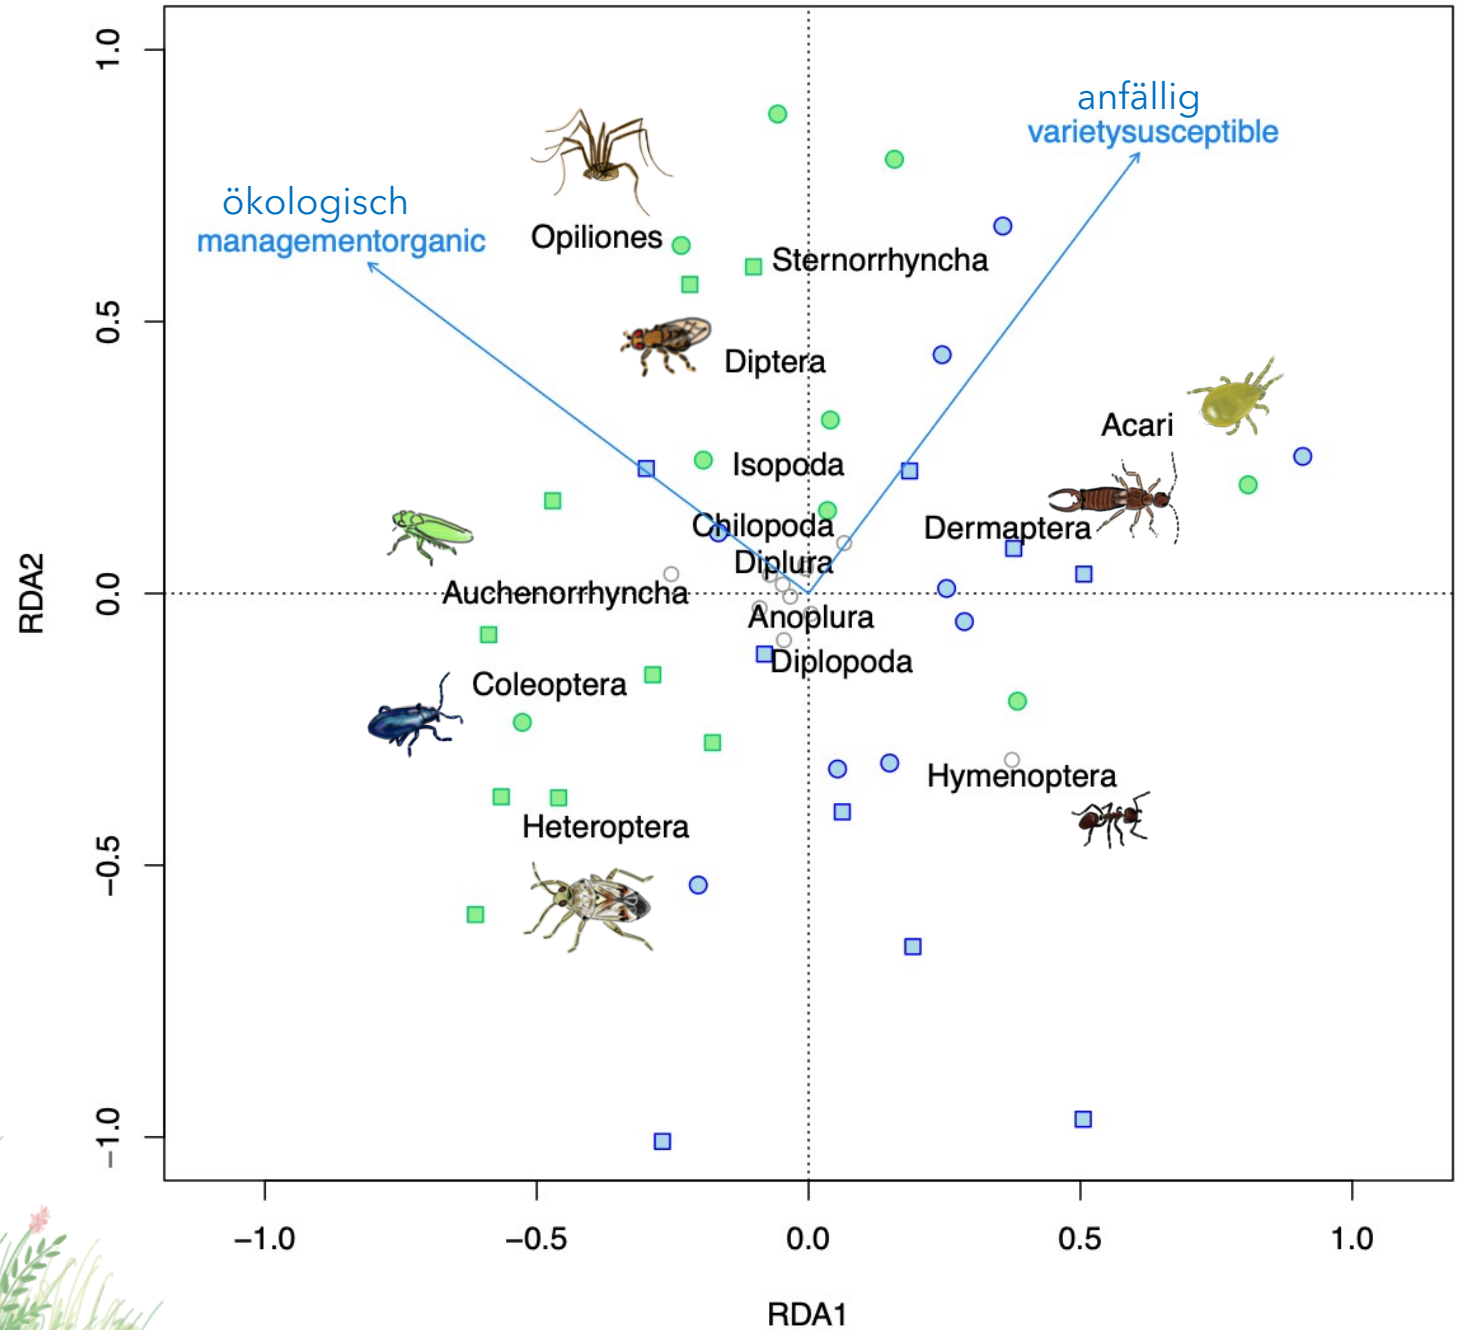 1.0
anfällig
varietysusceptible
ökologisch
managementorganic
Opiliones
Sternorrhyncha
0.5
Diptera
Acari
Isopoda
Chilopoda
Dermaptera
Diplura
RDA2
0.0
Auchenorrhyncha
Anoplura
Diplopoda
Coleoptera
Hymenoptera
Heteroptera
−0.5
−1.0
−1.0 −0.5 0.0 0.5 1.0
RDA1